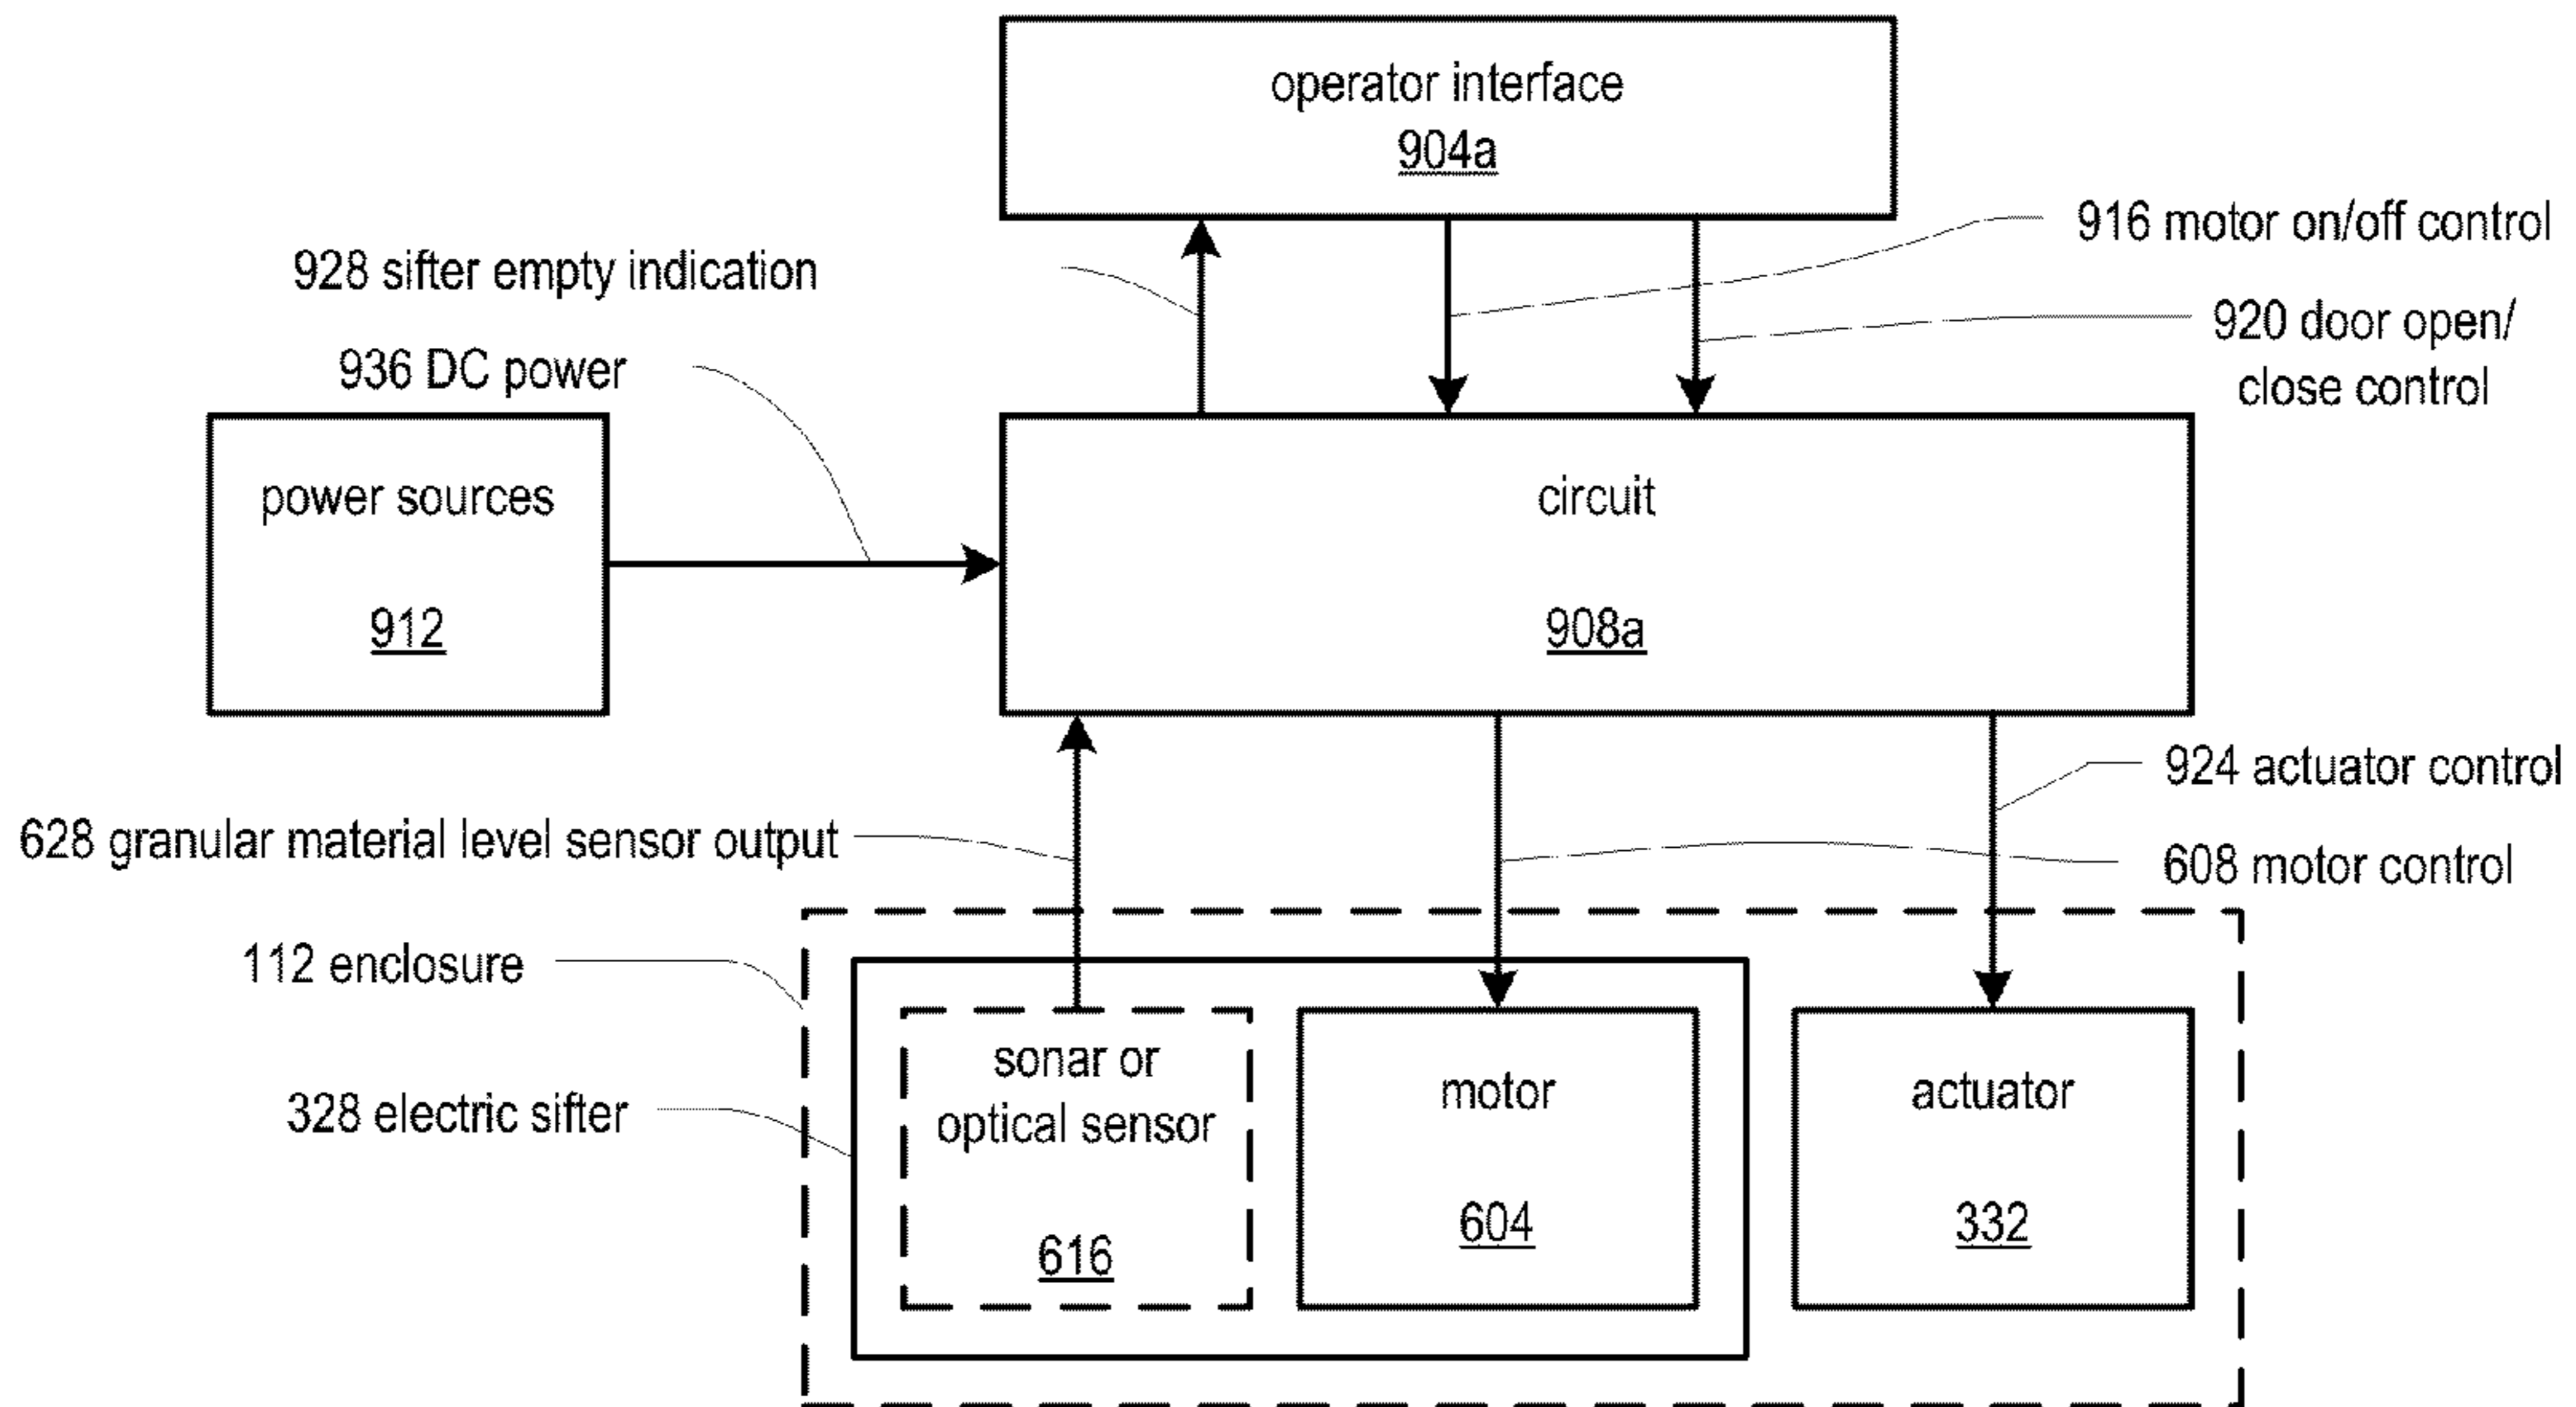 operator interface
904a
916 motor on/off control
928 sifter empty indication
920 door open/
close control
936 DC power
power sources
912
circuit
908a
924 actuator control
628 granular material level sensor output
608 motor control
112 enclosure
328 electric sifter
sonar or
optical sensor
616
motor
604
actuator
332